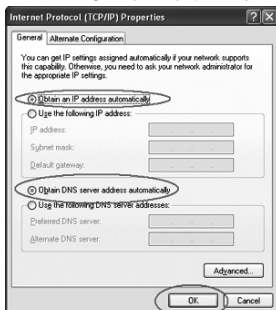 Internet Protocol (TCP/IP) Properties
General Alternate Configuration
You can get IP settings assigned automatically if your network supports
this capability. Otherwise, you need to ask your network administrator for
the appropriate IP settings.
Obtain an IP address automatically
Use the following IP address:
IP address:
Subnet mask:
Default gateway:
Obtain DNS server address automatically
Use the following DNS server addresses:
Preferred DNS server:
Alternate DNS server:
Advanced...
OK Cancel